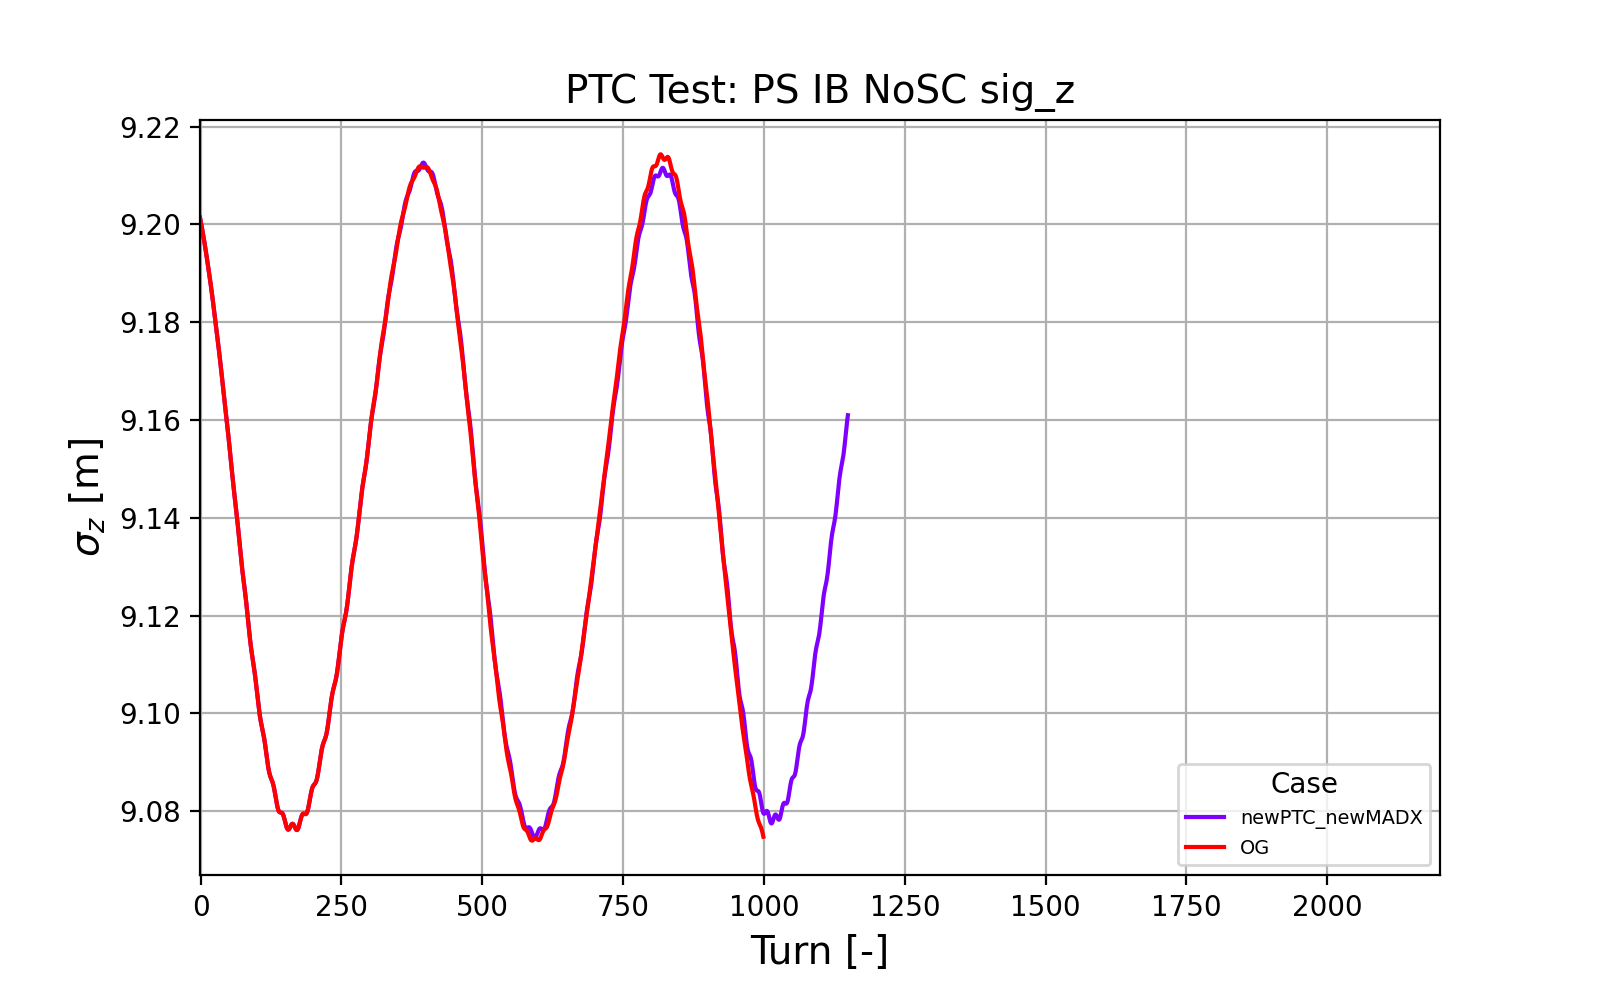 PTC Test: PS IB NoSC sig_z
9.22
9.20
9.18
9.16
9.14
9.12
9.10
9.08
σz [m]
0 250 500 750 1000 1250 1500 1750 2000
Turn [-]
Case
newPTC_newMADX
OG